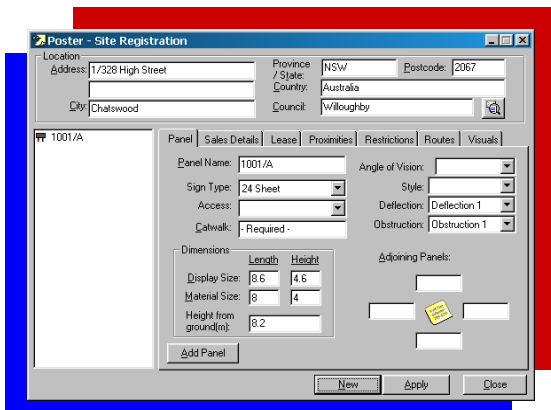 Poster - Site Registration
Location
Address: 1/328 High Street
Province / State: NSW
Postcode: 2067
Country: Australia
City: Chatswood
Council: Willoughby
1001/A
Panel Sales Details Lease Proximities Restrictions Routes Visuals
Panel Name: 1001/A
Angle of Vision:
Sign Type: 24 Sheet
Style:
Access:
Deflection: Deflection 1
Catwalk: - Required -
Obstruction: Obstruction 1
Dimensions
Length Height
Adjoining Panels:
Display Size: 8.6 4.6
Material Size: 8 4
Height from
ground(m): 8.2
Add Panel
New Apply Close